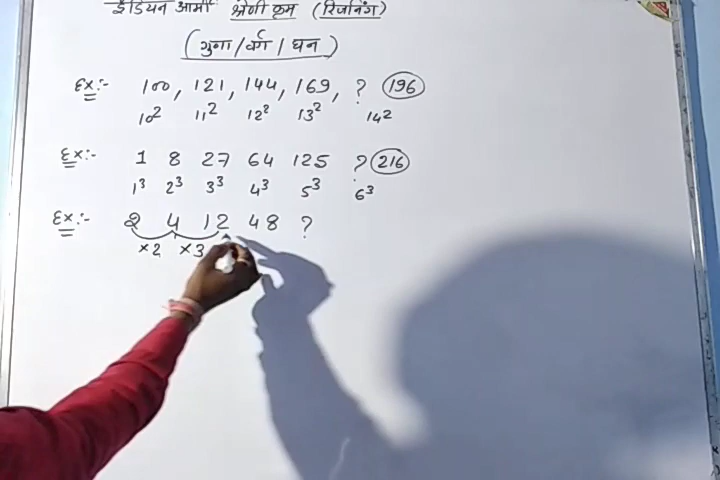 इंडियन आर्मी श्रेणी क्रम (रिजनिंग)
(गुणा/वर्ग/घन)
Ex:- 100, 121, 144, 169, ? 196
10² 11² 12² 13² 14²
Ex:- 1 8 27 64 125 ? 216
1³ 2³ 3³ 4³ 5³ 6³
Ex:- 2 4 12 48 ?
×2 ×3